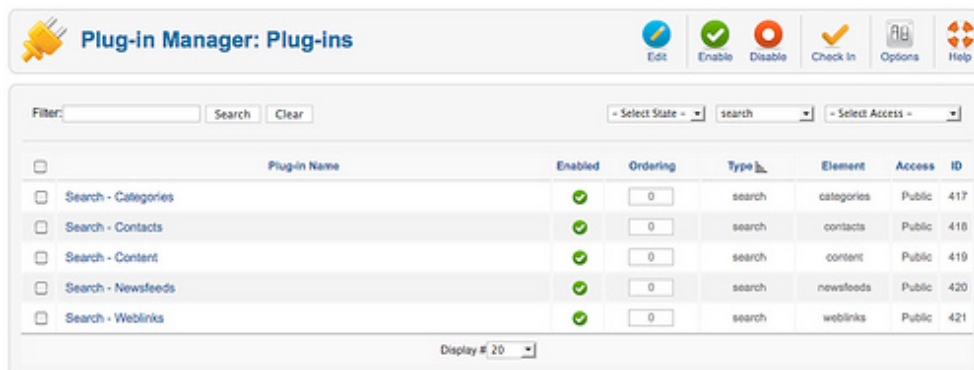 Plug-in Manager: Plug-ins
Edit Enable Disable Check In Options Help
Filter: Search Clear - Select State - search - Select Access -
Plug-in Name Enabled Ordering Type Element Access ID
Search - Categories 0 search categories Public 417
Search - Contacts 0 search contacts Public 418
Search - Content 0 search content Public 419
Search - Newsfeeds 0 search newsfeeds Public 420
Search - Weblinks 0 search weblinks Public 421
Display # 20